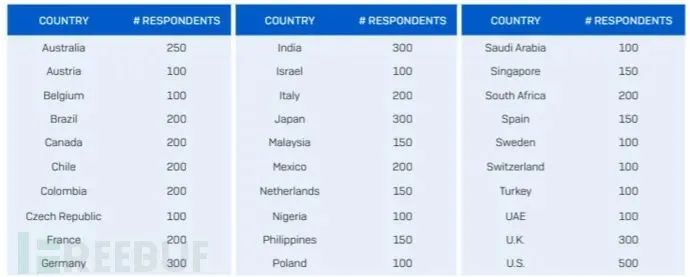 COUNTRY # RESPONDENTS
Australia 250
Austria 100
Belgium 100
Brazil 200
Canada 200
Chile 200
Colombia 200
Czech Republic 100
France 200
Germany 300
COUNTRY # RESPONDENTS
India 300
Israel 100
Italy 200
Japan 300
Malaysia 150
Mexico 200
Netherlands 150
Nigeria 100
Philippines 150
Poland 100
COUNTRY # RESPONDENTS
Saudi Arabia 100
Singapore 150
South Africa 200
Spain 150
Sweden 100
Switzerland 100
Turkey 100
UAE 100
U.K. 300
U.S. 500
FREEBUF